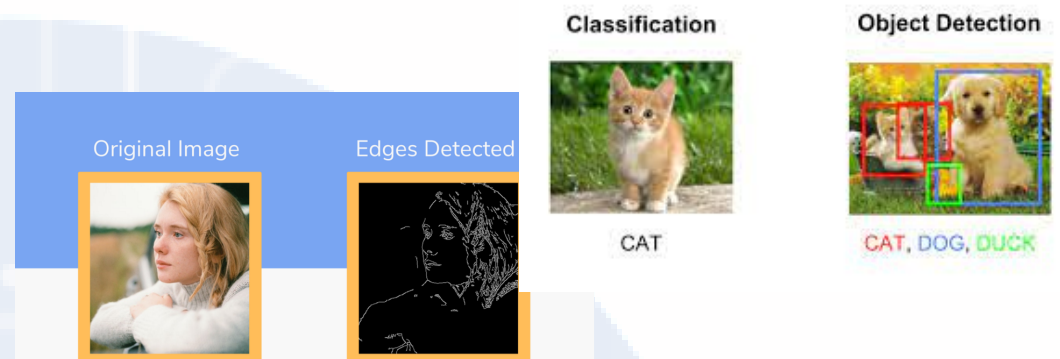 Classification
Object Detection
Original Image
Edges Detected
CAT
CAT, DOG, DUCK